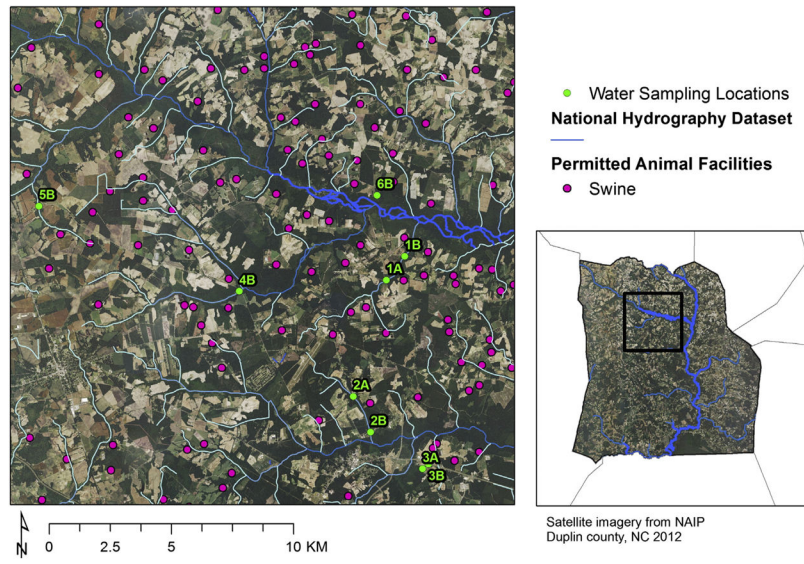 5B
6B
1B
1A
4B
2A
2B
3A
3B
N
0
2.5
5
10 KM
Water Sampling Locations
National Hydrography Dataset
Permitted Animal Facilities
Swine
Satellite imagery from NAIP
Duplin county, NC 2012